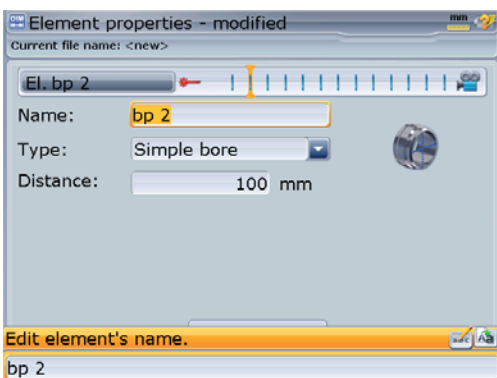 Element properties - modified
mm
Current file name: <new>
El. bp 2
Name: bp 2
Type: Simple bore
Distance: 100 mm
Edit element's name.
bp 2